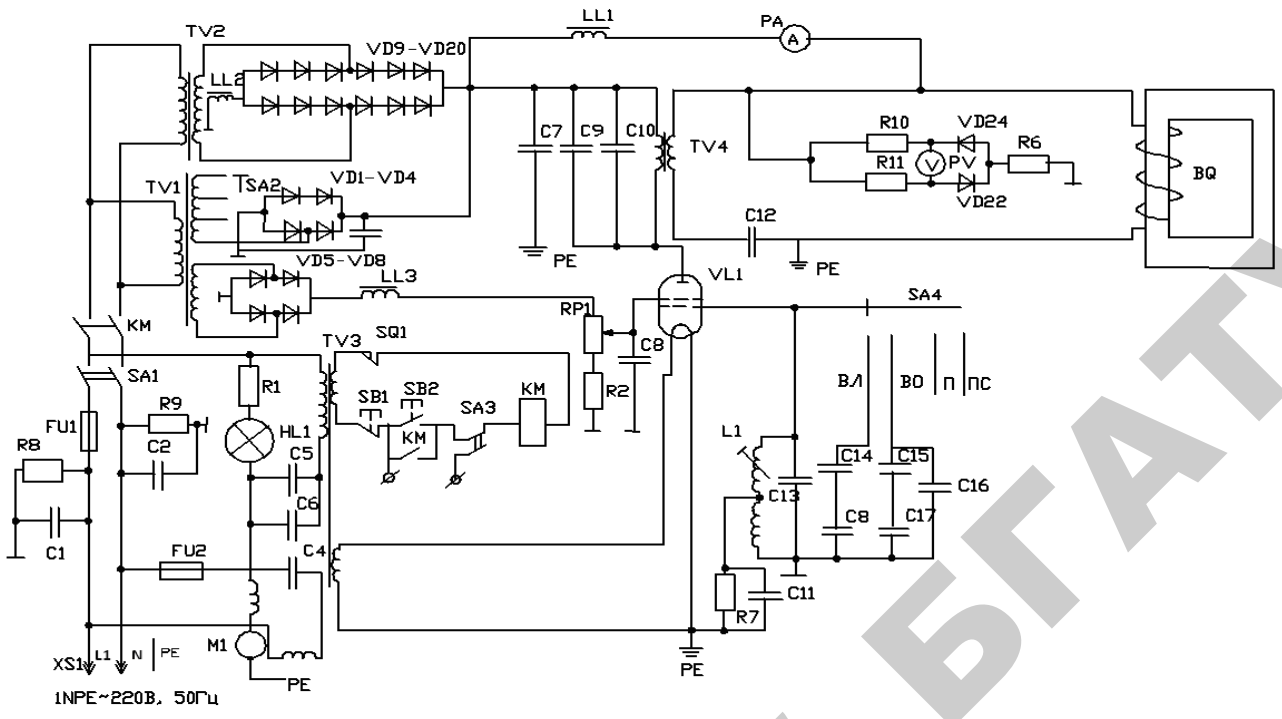 LL1
PA
A
TV2
VD9-VD20
LL2
C7
C9
C10
TV4
R10
VD24
R11
V
PV
R6
VD22
BQ
TV1
SA2
VD1-VD4
C12
PE
PE
VD5-VD8
LL3
VL1
RP1
SA4
KM
SQ1
TV3
C8
SA1
R1
SB1
SB2
KM
SA3
KM
R2
ВЛ
ВО
П
ПС
FU1
R9
HL1
R8
C2
C5
L1
C14
C15
C13
C16
C6
C8
C17
C1
FU2
C4
C11
R7
M1
PE
XS1
L1
N
PE
PE
1NPE~220В, 50Гц
БГАТУ